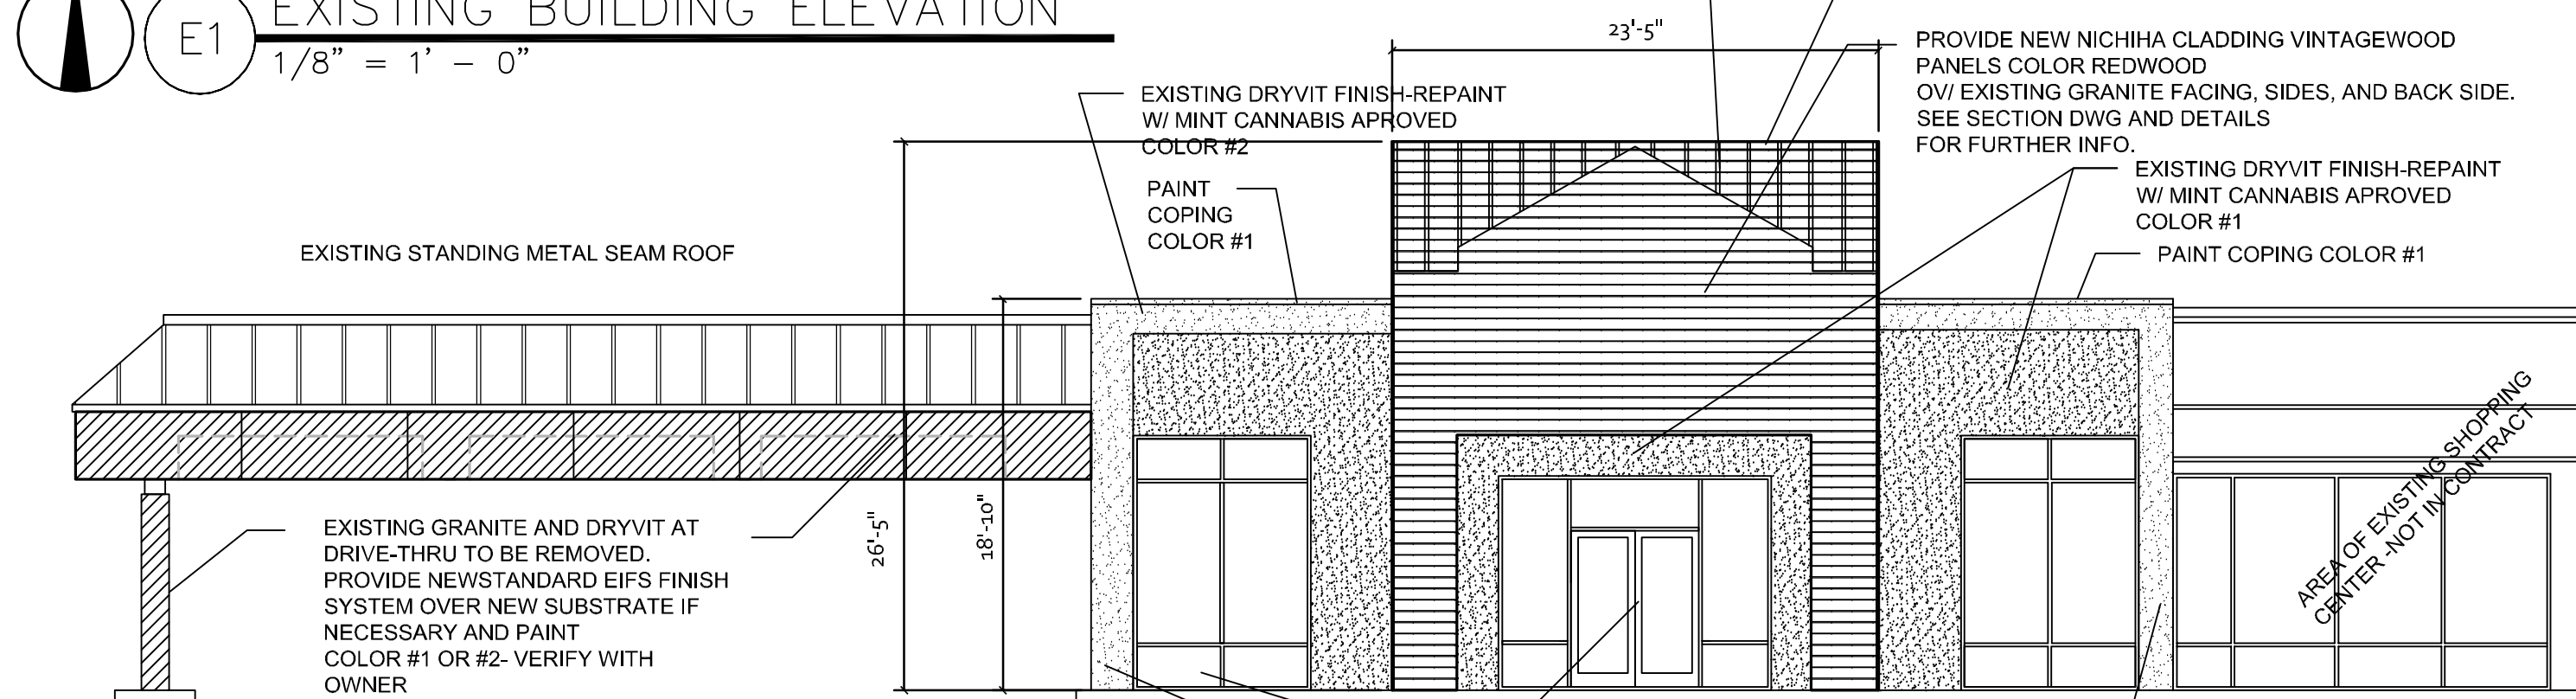 EXISTING BUILDING ELEVATION
E1
1/8" = 1' - 0"
23'-5"
PROVIDE NEW NICHIHA CLADDING VINTAGEWOOD
PANELS COLOR REDWOOD
OV/ EXISTING GRANITE FACING, SIDES, AND BACK SIDE.
SEE SECTION DWG AND DETAILS
FOR FURTHER INFO.
EXISTING DRYVIT FINISH-REPAINT
W/ MINT CANNABIS APROVED
COLOR #2
PAINT
COPING
COLOR #1
EXISTING DRYVIT FINISH-REPAINT
W/ MINT CANNABIS APROVED
COLOR #1
PAINT COPING COLOR #1
EXISTING STANDING METAL SEAM ROOF
26'-5"
18'-10"
EXISTING GRANITE AND DRYVIT AT
DRIVE-THRU TO BE REMOVED.
PROVIDE NEWSTANDARD EIFS FINISH
SYSTEM OVER NEW SUBSTRATE IF
NECESSARY AND PAINT
COLOR #1 OR #2- VERIFY WITH
OWNER
AREA OF EXISTING SHOPPING
CENTER -NOT IN CONTRACT